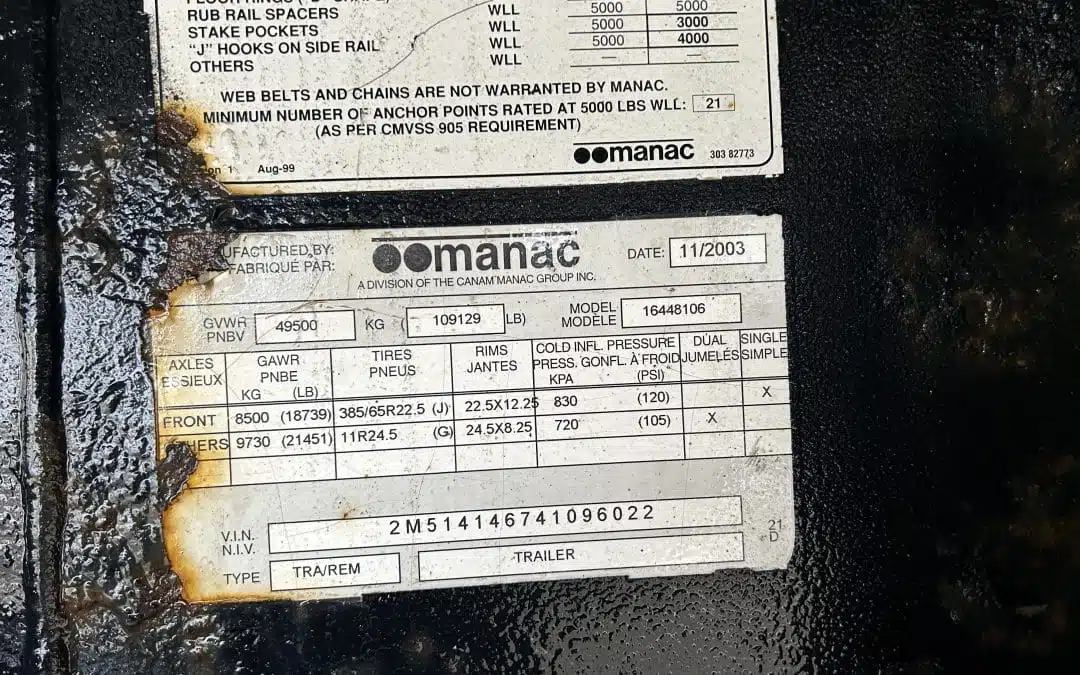 RUB RAIL SPACERS WLL 5000 5000
STAKE POCKETS WLL 5000 3000
"J" HOOKS ON SIDE RAIL WLL 5000 4000
OTHERS WLL — —
WEB BELTS AND CHAINS ARE NOT WARRANTED BY MANAC.
MINIMUM NUMBER OF ANCHOR POINTS RATED AT 5000 LBS WLL: 21
(AS PER CMVSS 905 REQUIREMENT)
manac 303 82773
on 1 Aug-99
UFACTURED BY: manac DATE: 11/2003
FABRIQUÉ PAR:
A DIVISION OF THE CANAM MANAC GROUP INC.
GVWR 49500 KG ( 109129 LB) MODEL 16448106
PNBV MODÈLE
AXLES GAWR TIRES RIMS COLD INFL. PRESSURE DUAL SINGLE
ESSIEUX PNBE PNEUS JANTES PRESS. GONFL. À FROID JUMELÉS SIMPLE
KG (LB) KPA (PSI)
FRONT 8500 (18739) 385/65R22.5 (J) 22.5X12.25 830 (120) X
HERS 9730 (21451) 11R24.5 (G) 24.5X8.25 720 (105) X
V.I.N. 2M514146741096022 21
N.I.V. D
TYPE TRA/REM TRAILER